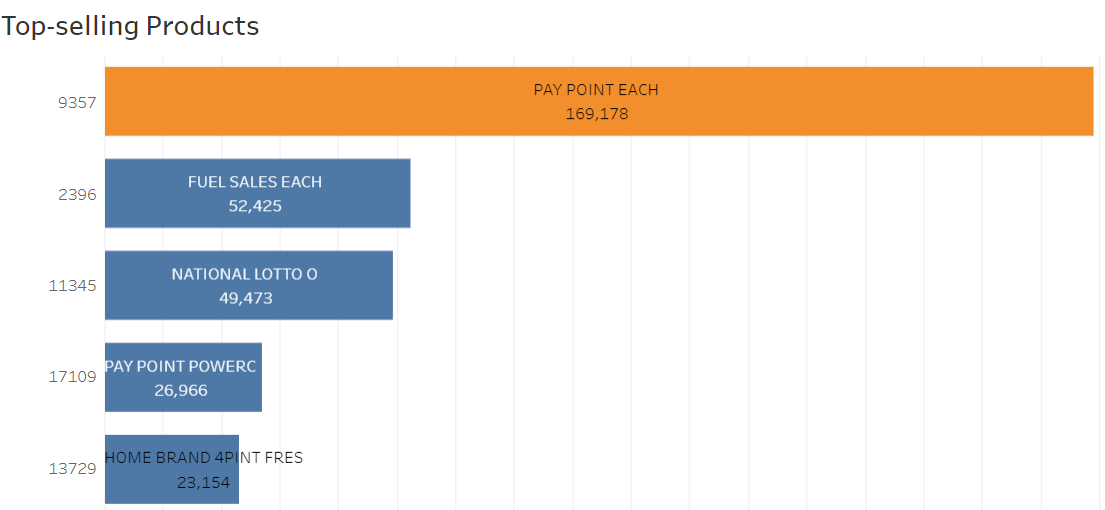 Top-selling Products
9357
PAY POINT EACH
169,178
2396
FUEL SALES EACH
52,425
11345
NATIONAL LOTTO O
49,473
17109
PAY POINT POWERC
26,966
13729
HOME BRAND 4PINT FRES
23,154